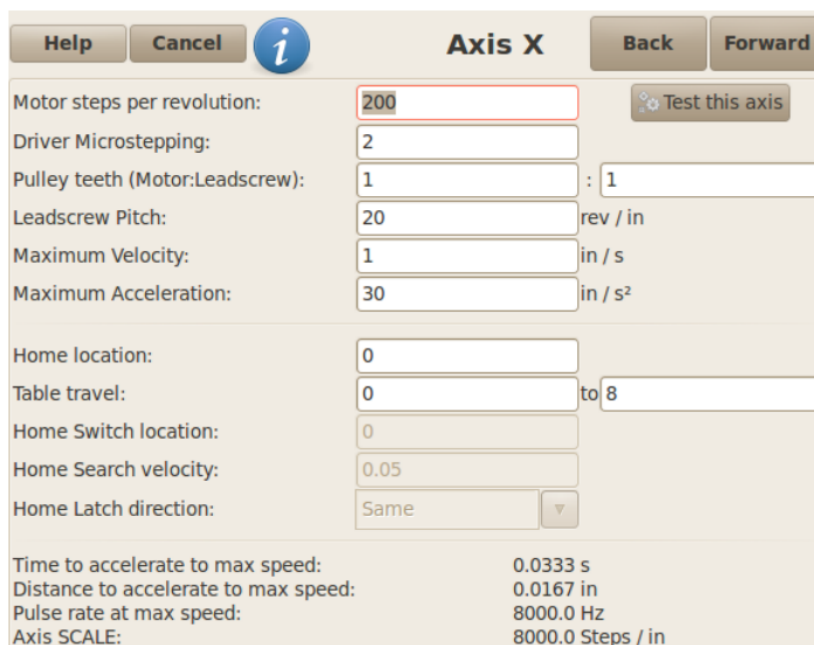 Help Cancel i Axis X Back Forward
Motor steps per revolution: 200 Test this axis
Driver Microstepping: 2
Pulley teeth (Motor:Leadscrew): 1 : 1
Leadscrew Pitch: 20 rev / in
Maximum Velocity: 1 in / s
Maximum Acceleration: 30 in / s²
Home location: 0
Table travel: 0 to 8
Home Switch location: 0
Home Search velocity: 0.05
Home Latch direction: Same
Time to accelerate to max speed: 0.0333 s
Distance to accelerate to max speed: 0.0167 in
Pulse rate at max speed: 8000.0 Hz
Axis SCALE: 8000.0 Steps / in